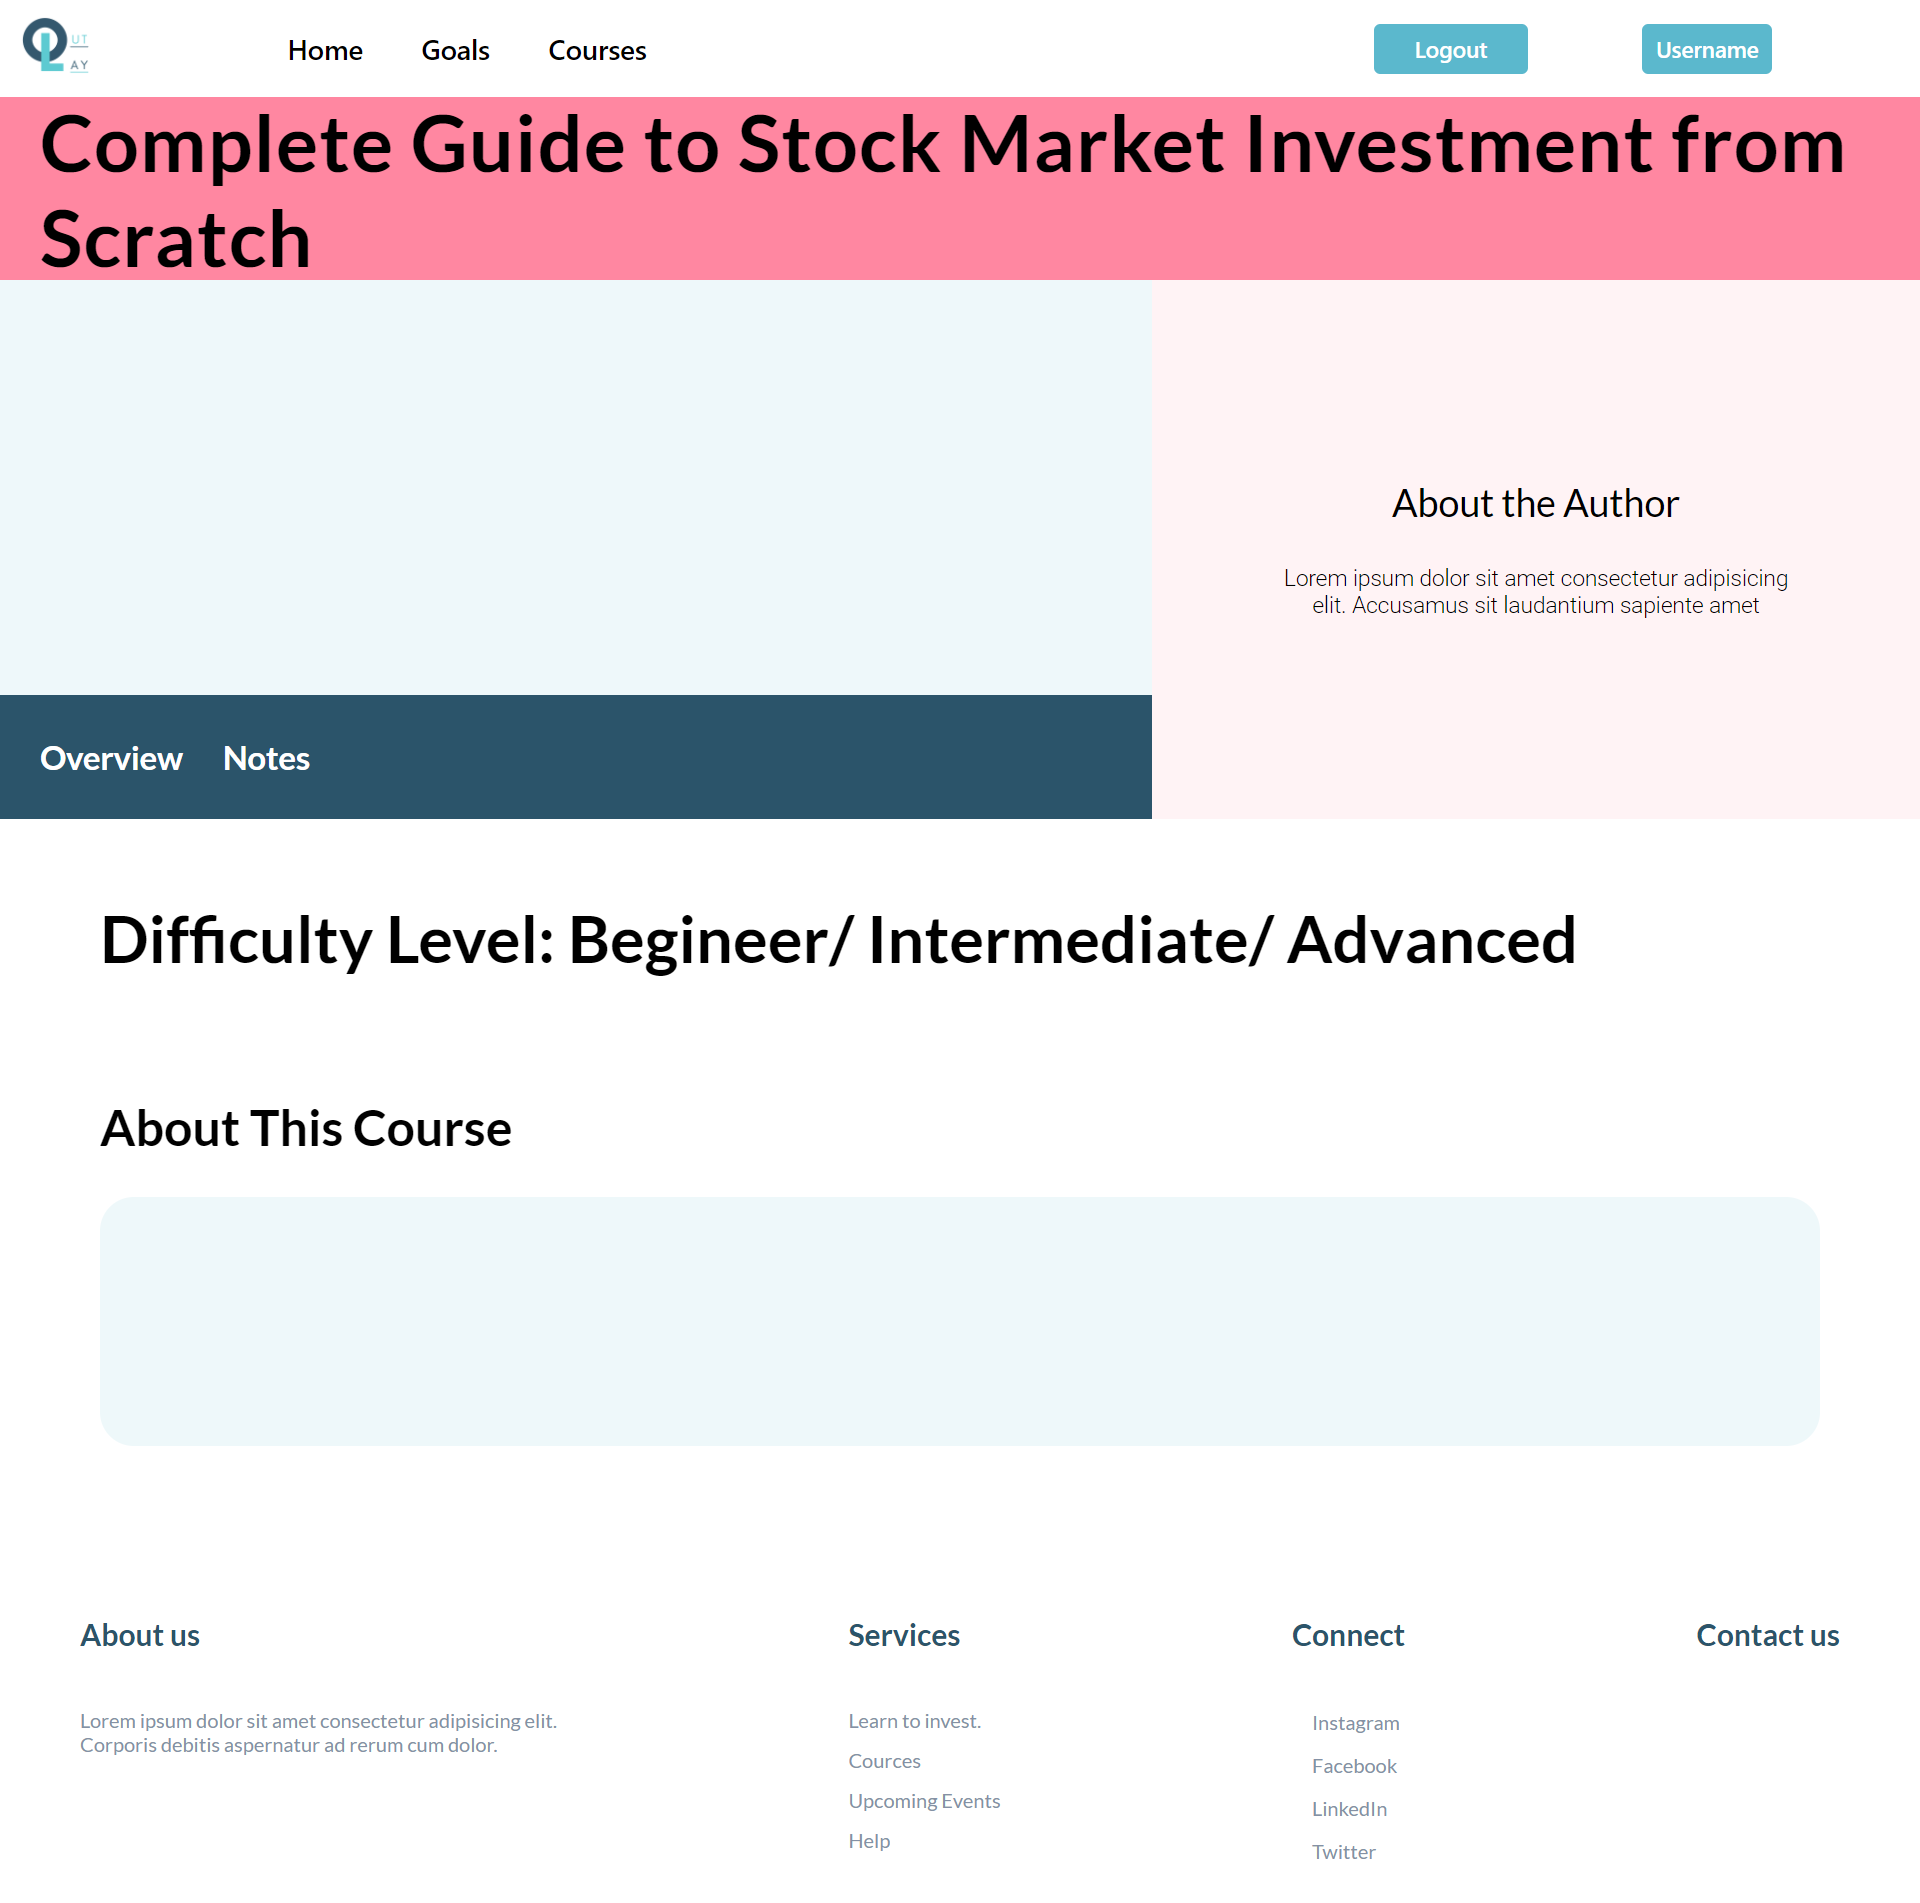 OL UT AY
Home Goals Courses Logout Username
Complete Guide to Stock Market Investment from
Scratch
About the Author
Lorem ipsum dolor sit amet consectetur adipisicing
elit. Accusamus sit laudantium sapiente amet
Overview Notes
Difficulty Level: Begineer/ Intermediate/ Advanced
About This Course
About us
Lorem ipsum dolor sit amet consectetur adipisicing elit.
Corporis debitis aspernatur ad rerum cum dolor.
Services
Learn to invest.
Cources
Upcoming Events
Help
Connect
Instagram
Facebook
LinkedIn
Twitter
Contact us